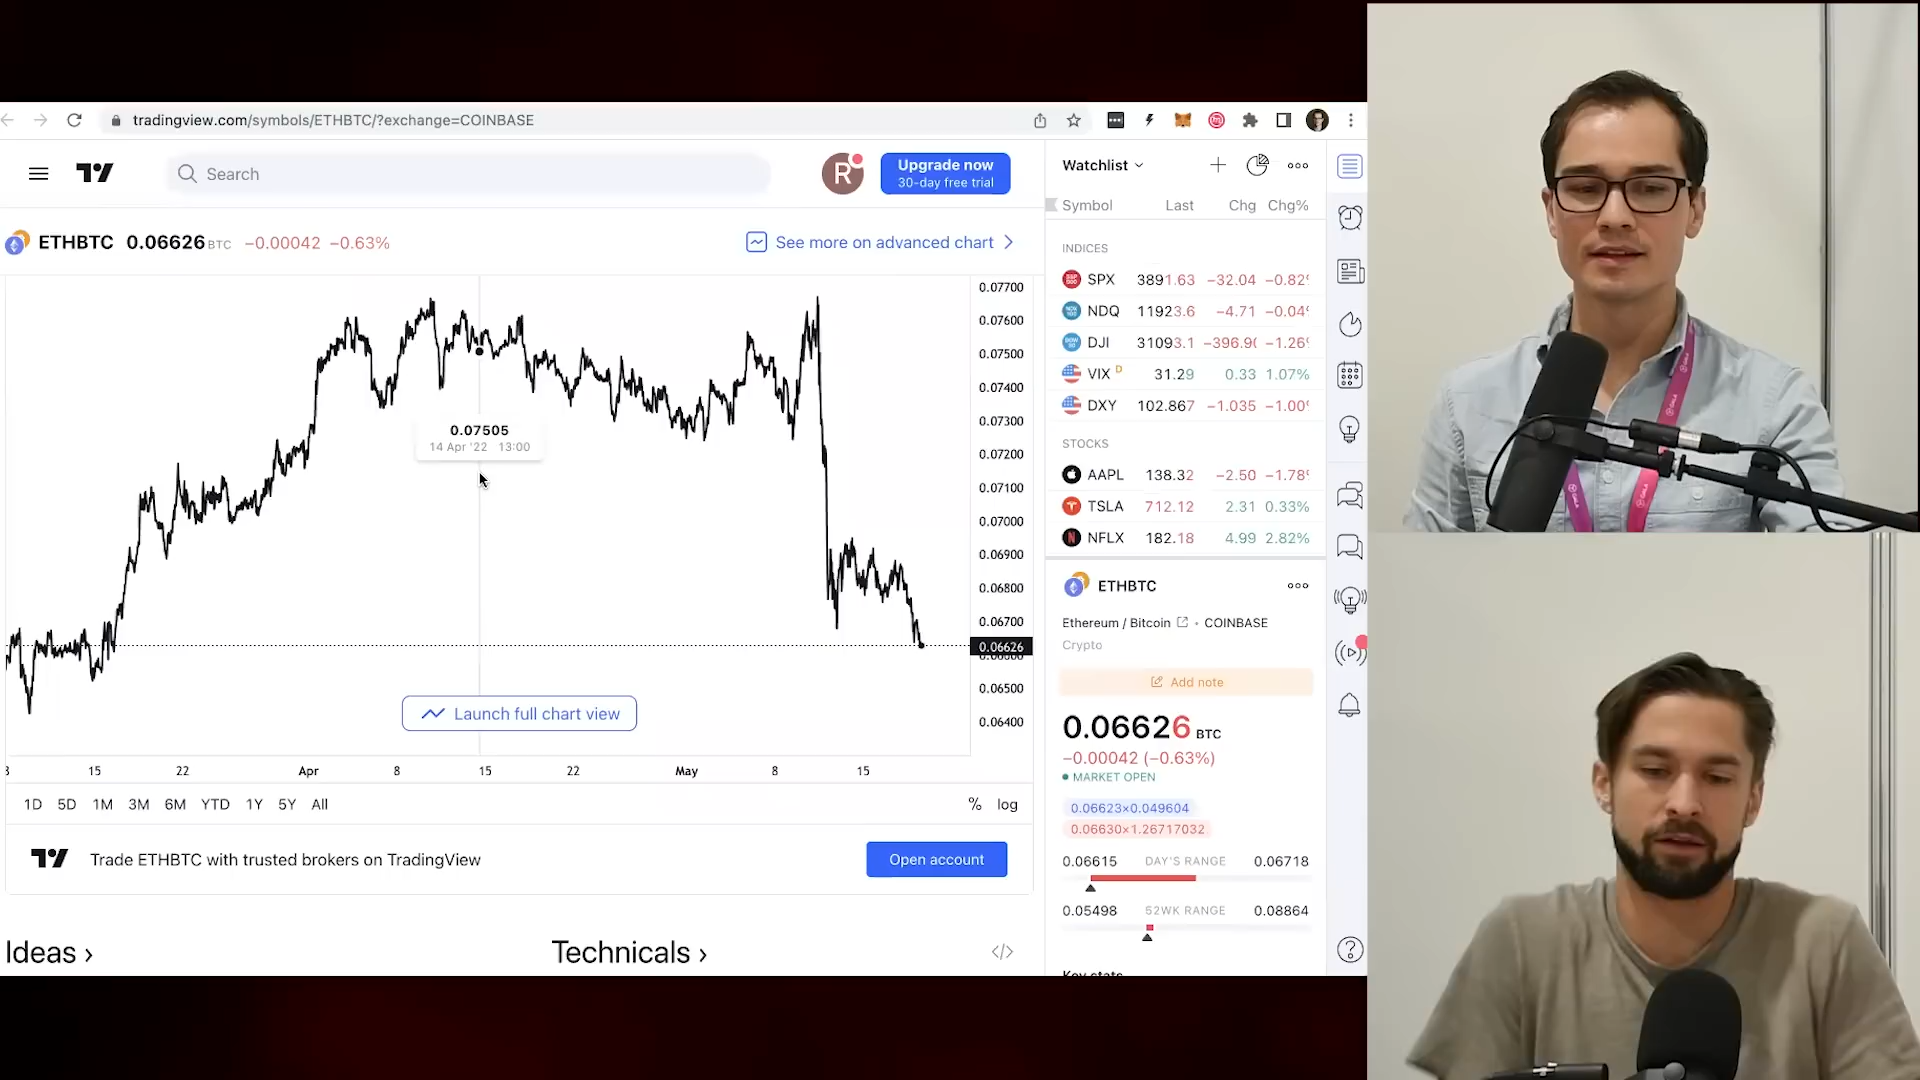 tradingview.com/symbols/ETHBTC/?exchange=COINBASE
Search
R
Upgrade now
30-day free trial
ETHBTC 0.06626 BTC −0.00042 −0.63%
See more on advanced chart
0.07700
0.07600
0.07500
0.07400
0.07300
0.07200
0.07100
0.07000
0.06900
0.06800
0.06700
0.06626
0.06500
0.06400
0.07505
14 Apr '22 13:00
Launch full chart view
15 22 Apr 8 15 22 May 8 15
1D 5D 1M 3M 6M YTD 1Y 5Y All
% log
Trade ETHBTC with trusted brokers on TradingView
Open account
Ideas ›
Technicals ›
Watchlist
Symbol Last Chg Chg%
INDICES
SPX 3891.63 −32.04 −0.82
NDQ 11923.6 −4.71 −0.04
DJI 31093.1 −396.9 −1.26
VIX D 31.29 0.33 1.07%
DXY 102.867 −1.035 −1.00
STOCKS
AAPL 138.32 −2.50 −1.78
TSLA 712.12 2.31 0.33%
NFLX 182.18 4.99 2.82%
ETHBTC
Ethereum / Bitcoin • COINBASE
Crypto
Add note
0.06626 BTC
−0.00042 (−0.63%)
MARKET OPEN
0.06623×0.049604
0.06630×1.26717032
0.06615 DAY'S RANGE 0.06718
0.05498 52WK RANGE 0.08864
Key stats